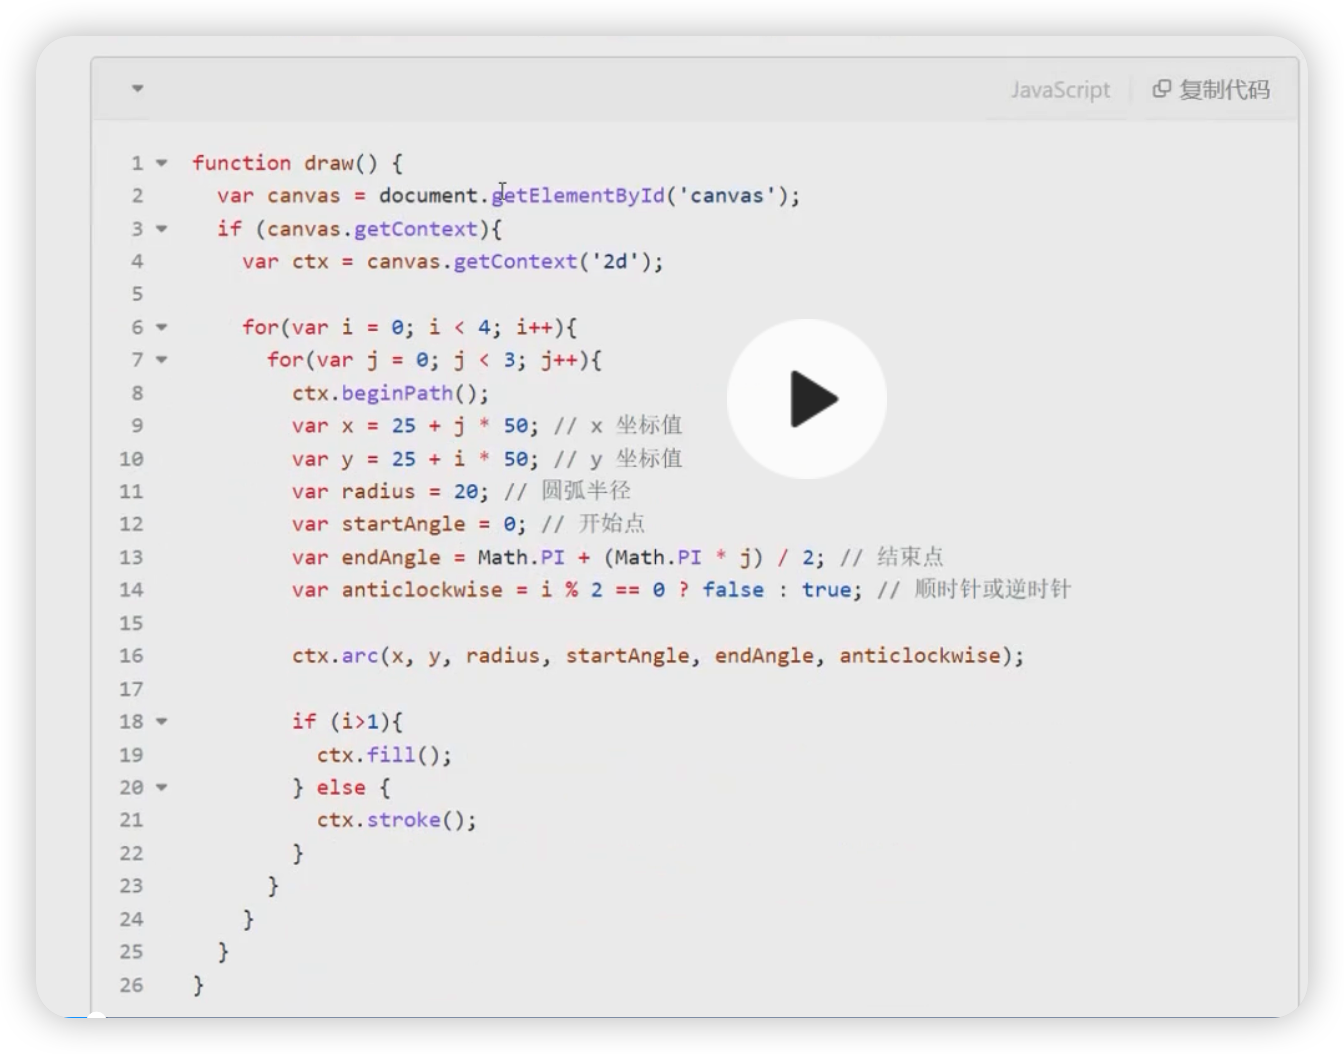 JavaScript 复制代码
1 function draw() {
2 var canvas = document.getElementById('canvas');
3 if (canvas.getContext){
4 var ctx = canvas.getContext('2d');
5
6 for(var i = 0; i < 4; i++){
7 for(var j = 0; j < 3; j++){
8 ctx.beginPath();
9 var x = 25 + j * 50; // x 坐标值
10 var y = 25 + i * 50; // y 坐标值
11 var radius = 20; // 圆弧半径
12 var startAngle = 0; // 开始点
13 var endAngle = Math.PI + (Math.PI * j) / 2; // 结束点
14 var anticlockwise = i % 2 == 0 ? false : true; // 顺时针或逆时针
15
16 ctx.arc(x, y, radius, startAngle, endAngle, anticlockwise);
17
18 if (i>1){
19 ctx.fill();
20 } else {
21 ctx.stroke();
22 }
23 }
24 }
25 }
26 }